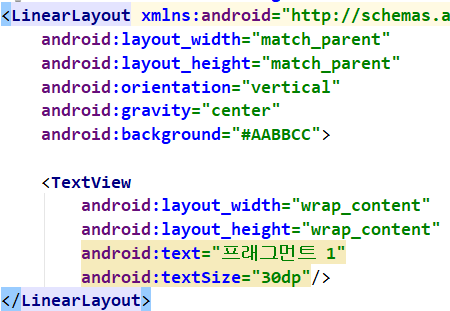 <LinearLayout xmlns:android="http://schemas.a
android:layout_width="match_parent"
android:layout_height="match_parent"
android:orientation="vertical"
android:gravity="center"
android:background="#AABBCC">
<TextView
android:layout_width="wrap_content"
android:layout_height="wrap_content"
android:text="프래그먼트 1"
android:textSize="30dp"/>
</LinearLayout>